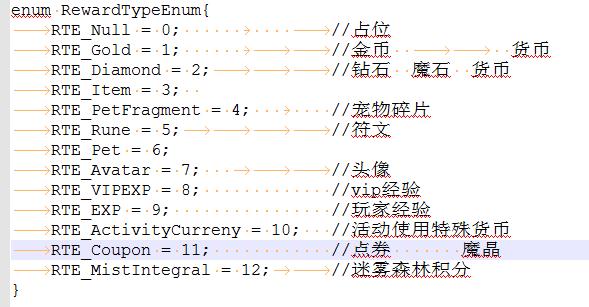 enum RewardTypeEnum{
RTE_Null = 0; //占位
RTE_Gold = 1; //金币 货币
RTE_Diamond = 2; //钻石 魔石 货币
RTE_Item = 3;
RTE_PetFragment = 4; //宠物碎片
RTE_Rune = 5; //符文
RTE_Pet = 6;
RTE_Avatar = 7; //头像
RTE_VIPEXP = 8; //vip经验
RTE_EXP = 9; //玩家经验
RTE_ActivityCurreny = 10; //活动使用特殊货币
RTE_Coupon = 11; //点券 魔晶
RTE_MistIntegral = 12; //迷雾森林积分
}